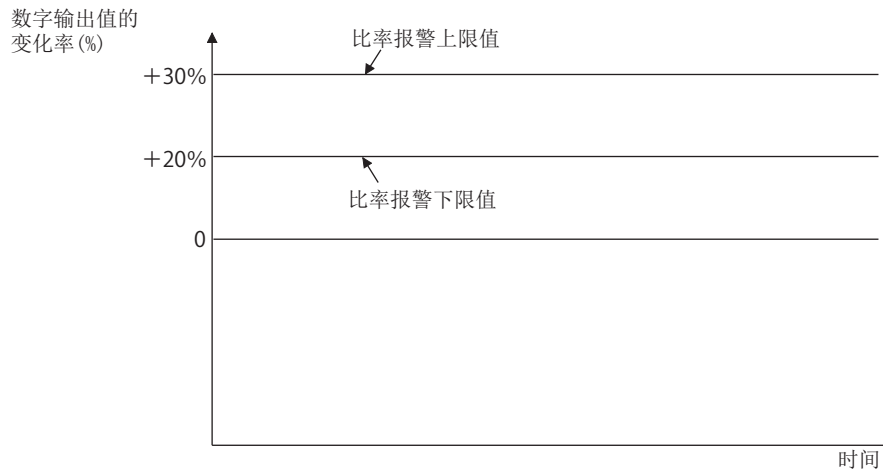 数字输出值的
变化率(%)
比率报警上限值
+30%
+20%
比率报警下限值
0
时间